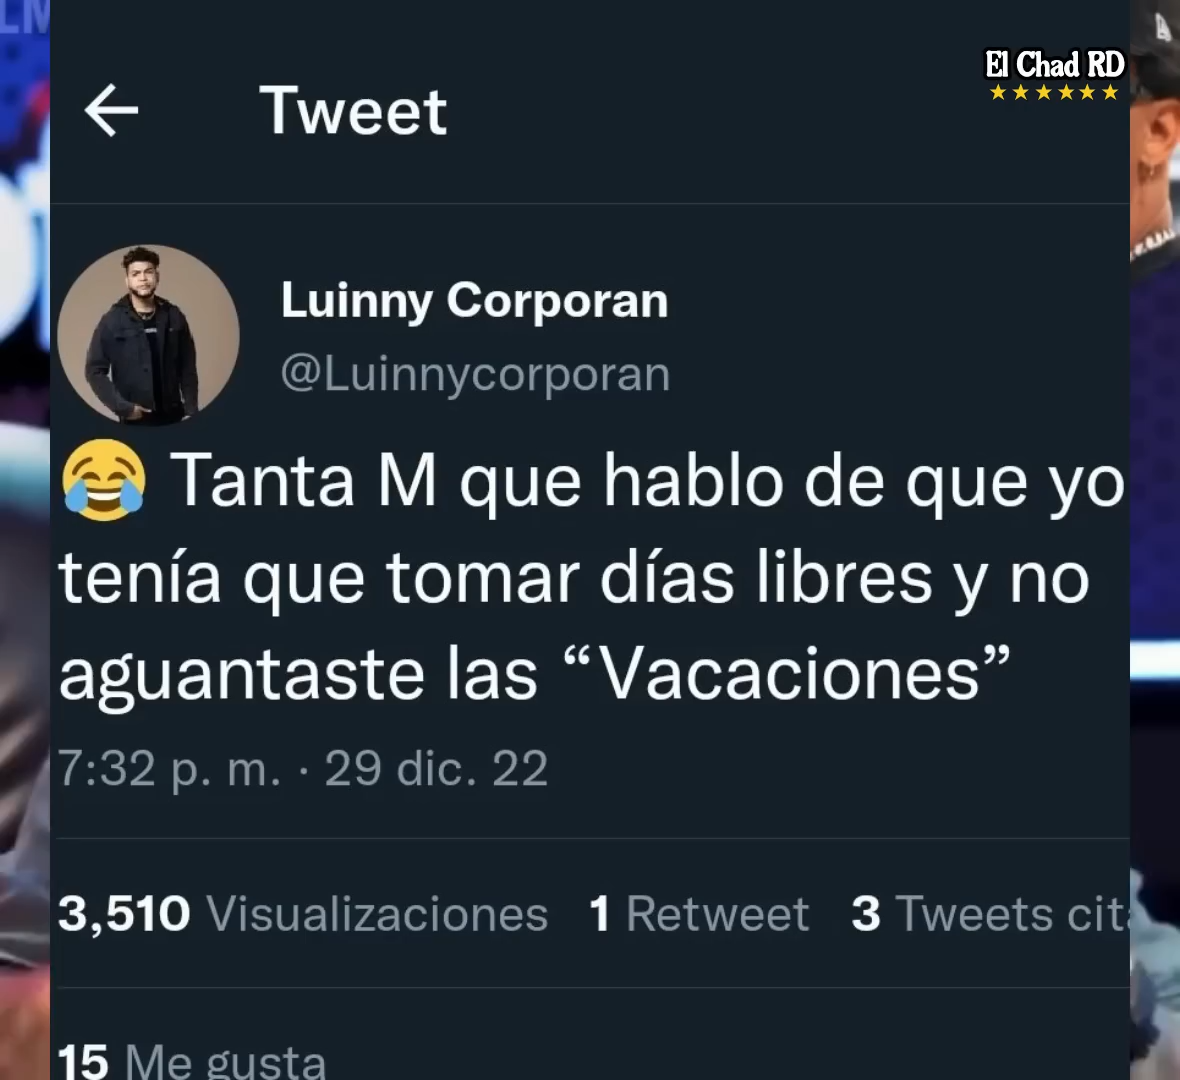 El Chad RD
Tweet
Luinny Corporan
@Luinnycorporan
😂 Tanta M que hablo de que yo
tenía que tomar días libres y no
aguantaste las “Vacaciones”
7:32 p. m. · 29 dic. 22
3,510 Visualizaciones 1 Retweet 3 Tweets
15 Me gusta